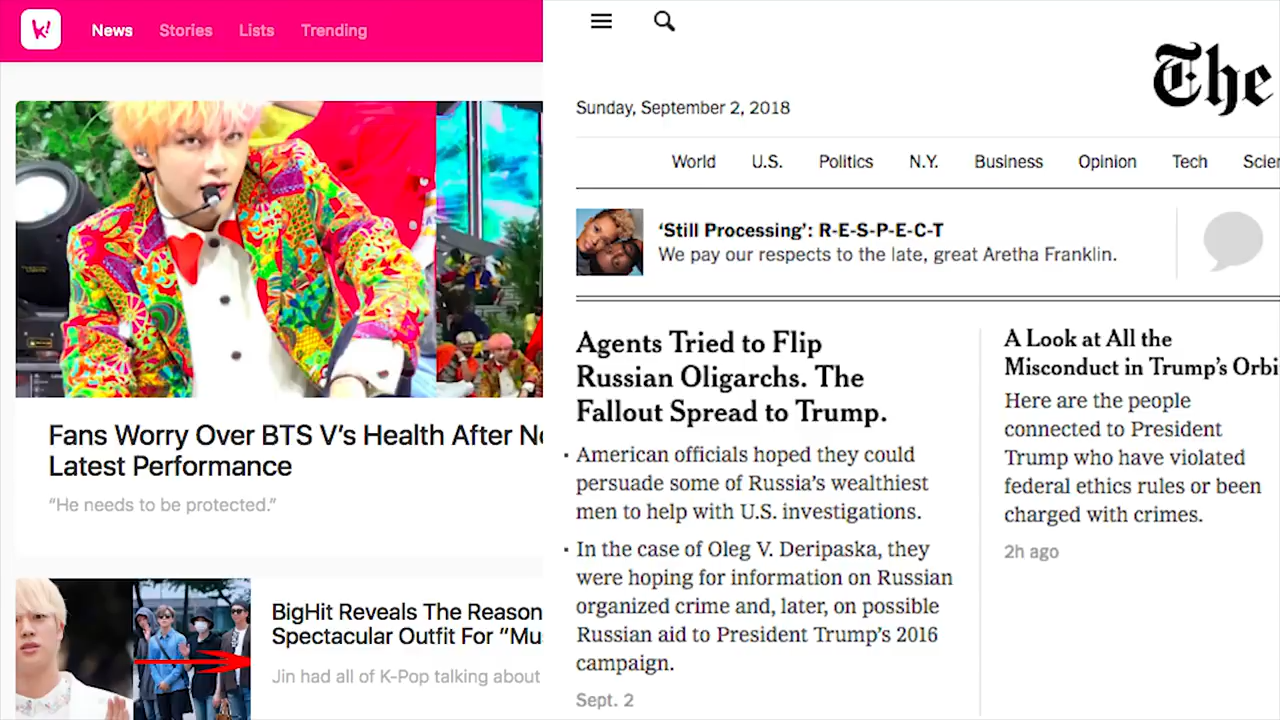 k!
News Stories Lists Trending
Fans Worry Over BTS V's Health After
Latest Performance
“He needs to be protected.”
BigHit Reveals The Reason
Spectacular Outfit For
Jin had all of K-Pop talking about
The
Sunday, September 2, 2018
World U.S. Politics N.Y. Business Opinion Tech
‘Still Processing’: R-E-S-P-E-C-T
We pay our respects to the late, great Aretha Franklin.
Agents Tried to Flip
Russian Oligarchs. The
Fallout Spread to Trump.
· American officials hoped they could
persuade some of Russia’s wealthiest
men to help with U.S. investigations.
· In the case of Oleg V. Deripaska, they
were hoping for information on Russian
organized crime and, later, on possible
Russian aid to President Trump’s 2016
campaign.
Sept. 2
A Look at All the
Misconduct in Trump’s
Here are the people
connected to President
Trump who have violated
federal ethics rules or been
charged with crimes.
2h ago